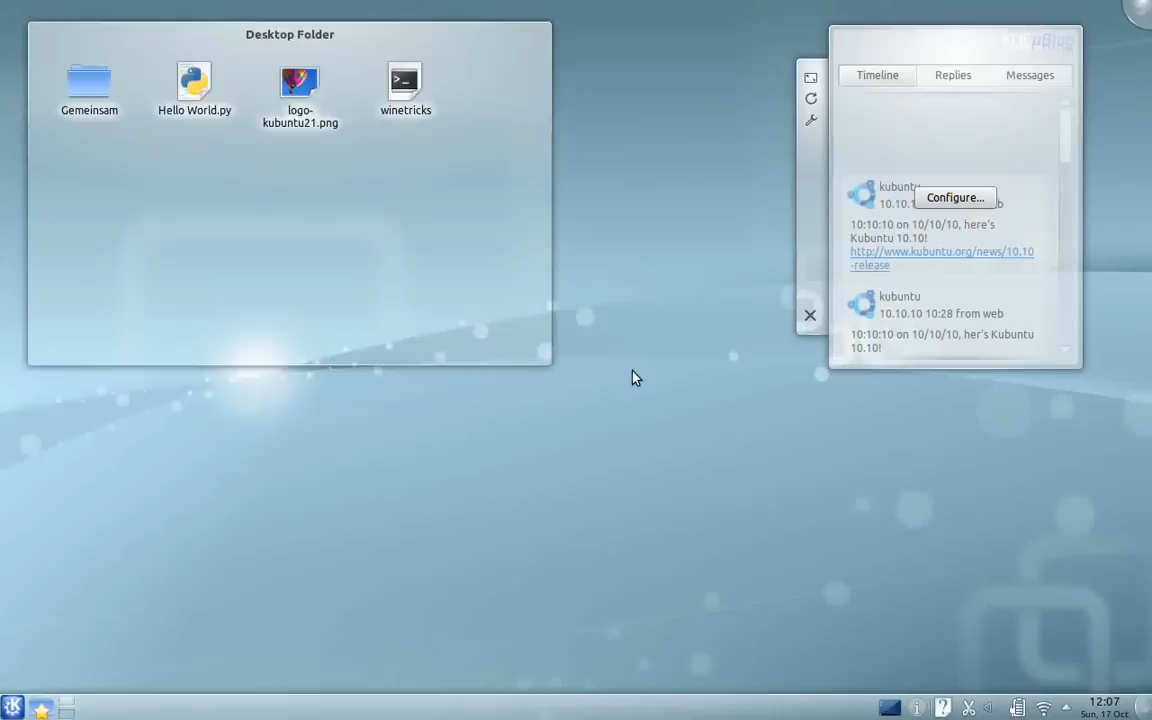 Desktop Folder
Gemeinsam
Hello World.py
logo-
kubuntu21.png
winetricks
µBlog
Timeline
Replies
Messages
kubuntu
Configure...
10:10:10 on 10/10/10, here's
Kubuntu 10.10!
http://www.kubuntu.org/news/10.10
-release
kubuntu
10.10.10 10:28 from web
10:10:10 on 10/10/10, her's Kubuntu
10.10!
12:07
Sun, 17 Oct